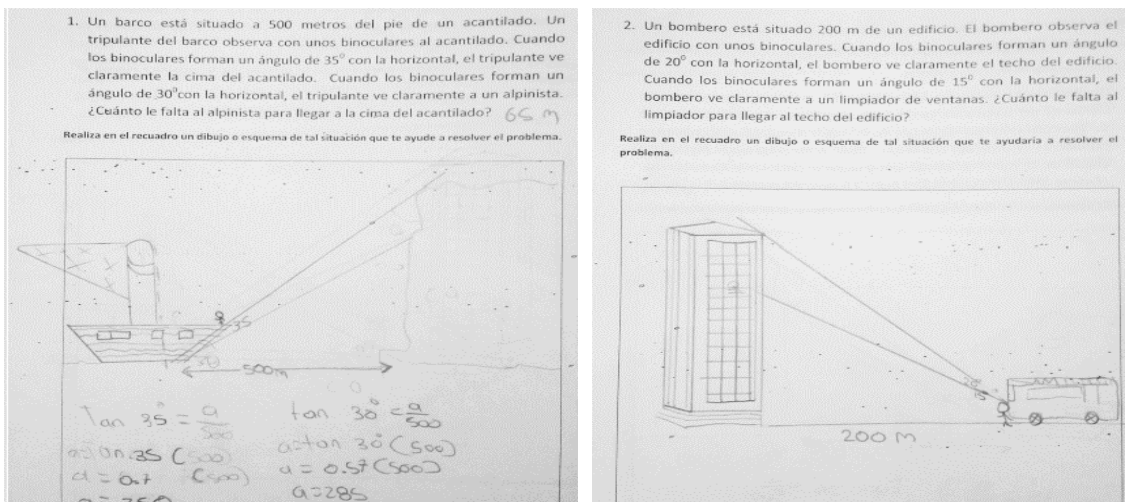 1. Un barco está situado a 500 metros del pie de un acantilado. Un
tripulante del barco observa con unos binoculares al acantilado. Cuando
los binoculares forman un ángulo de 35° con la horizontal, el tripulante ve
claramente la cima del acantilado. Cuando los binoculares forman un
ángulo de 30°con la horizontal, el tripulante ve claramente a un alpinista.
¿Cuánto le falta al alpinista para llegar a la cima del acantilado? 65 m
Realiza en el recuadro un dibujo o esquema de tal situación que te ayude a resolver el problema.
35
500m
Tan 35° = a/500
a=tan 35 (500)
a = 0.7 (500)
tan 30° = a/500
a=tan 30° (500)
a = 0.57 (500)
a=285
2. Un bombero está situado 200 m de un edificio. El bombero observa el
edificio con unos binoculares. Cuando los binoculares forman un ángulo
de 20° con la horizontal, el bombero ve claramente el techo del edificio.
Cuando los binoculares forman un ángulo de 15° con la horizontal, el
bombero ve claramente a un limpiador de ventanas. ¿Cuánto le falta al
limpiador para llegar al techo del edificio?
Realiza en el recuadro un dibujo o esquema de tal situación que te ayudaría a resolver el
problema.
20°
200 m